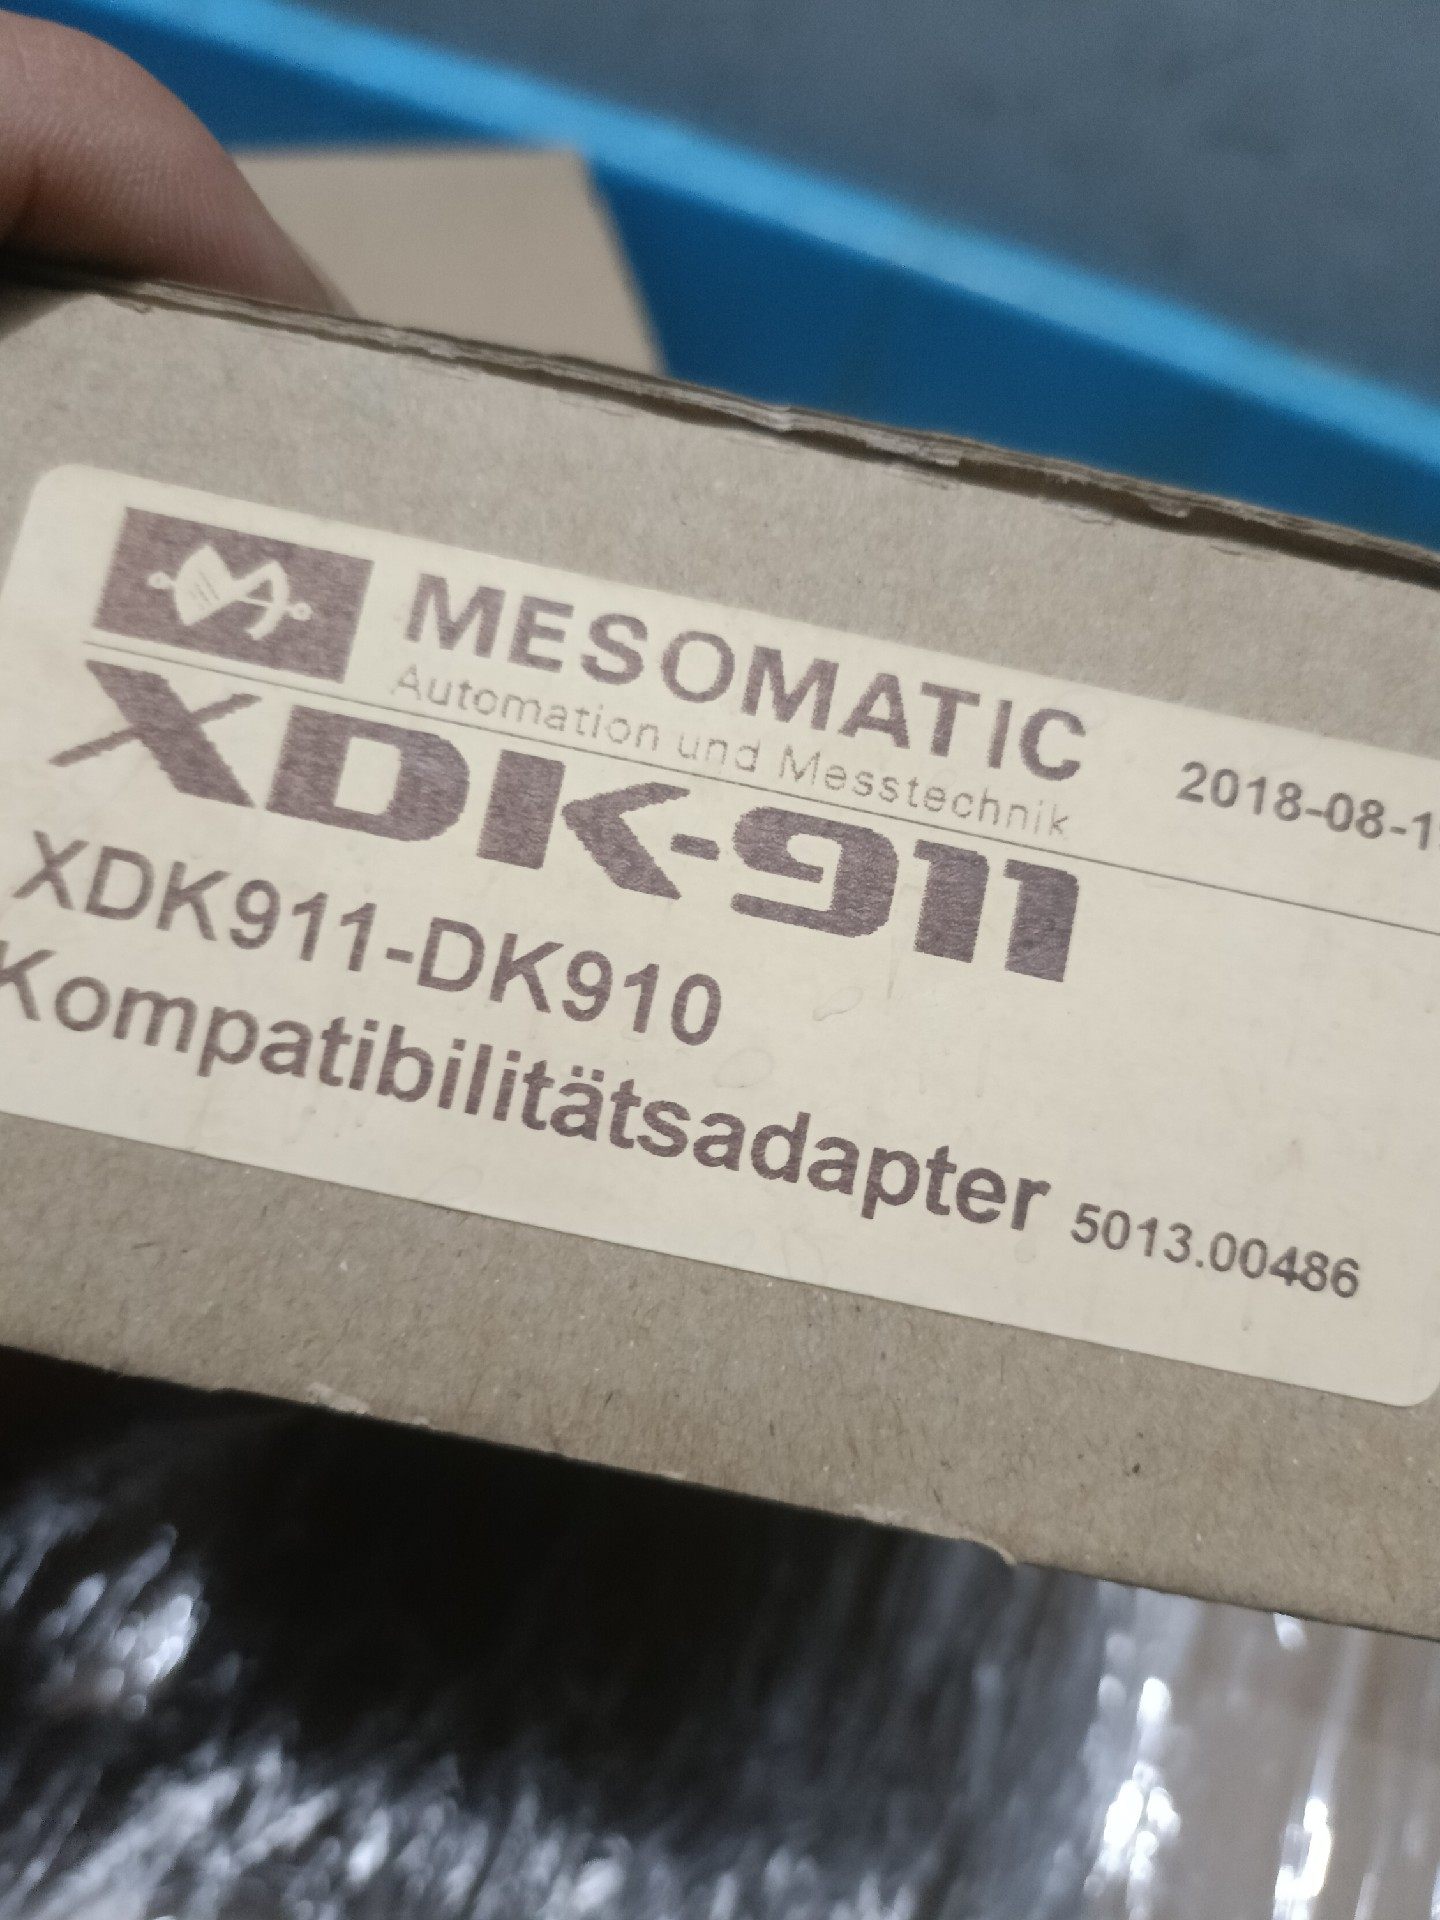 MESOMATIC
Automation und Messtechnik
2018-08-1
XDK-911
XDK911-DK910
Kompatibilitätsadapter 5013.00486